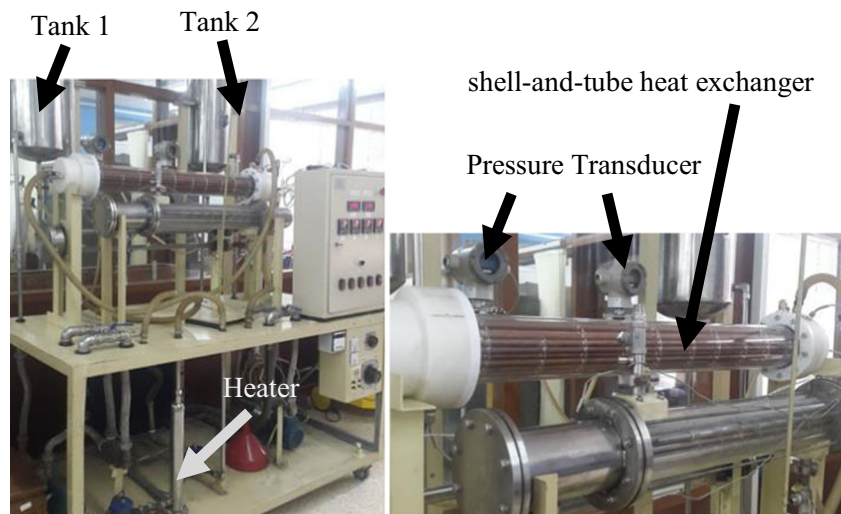 Tank 1
Tank 2
shell-and-tube heat exchanger
Pressure Transducer
Heater